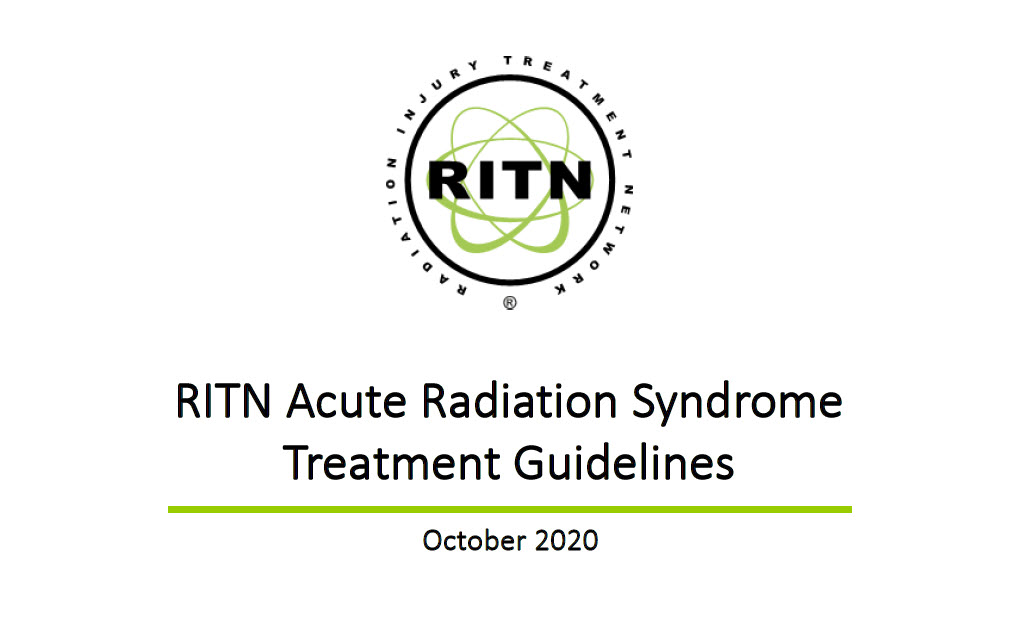 RADIATION INJURY TREATMENT NETWORK
RITN
®
RITN Acute Radiation Syndrome
Treatment Guidelines
October 2020